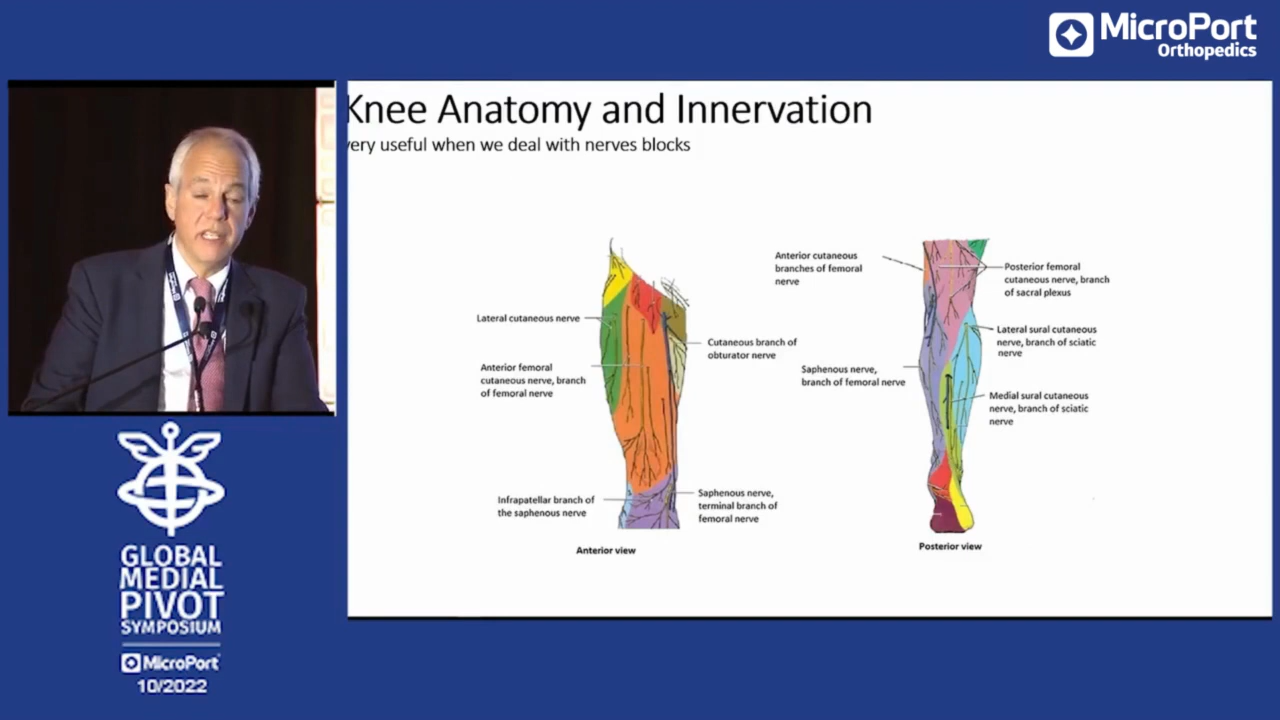 MicroPort
Orthopedics
Knee Anatomy and Innervation
very useful when we deal with nerves blocks
Lateral cutaneous nerve
Anterior femoral
cutaneous nerve, branch
of femoral nerve
Cutaneous branch of
obturator nerve
Infrapatellar branch of
the saphenous nerve
Saphenous nerve,
terminal branch of
femoral nerve
Anterior view
Anterior cutaneous
branches of femoral
nerve
Posterior femoral
cutaneous nerve, branch
of sacral plexus
Lateral sural cutaneous
nerve, branch of sciatic
nerve
Saphenous nerve,
branch of femoral nerve
Medial sural cutaneous
nerve, branch of sciatic
nerve
Posterior view
GLOBAL
MEDIAL
PIVOT
SYMPOSIUM
MicroPort
10/2022